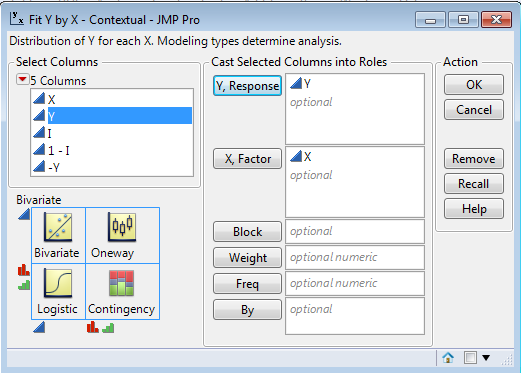 Fit Y by X - Contextual - JMP Pro
Distribution of Y for each X. Modeling types determine analysis.
Select Columns
5 Columns
X
Y
I
1 - I
-Y
Bivariate
Bivariate Oneway
Logistic Contingency
Cast Selected Columns into Roles
Y, Response Y
optional
X, Factor X
optional
Block optional
Weight optional numeric
Freq optional numeric
By optional
Action
OK
Cancel
Remove
Recall
Help